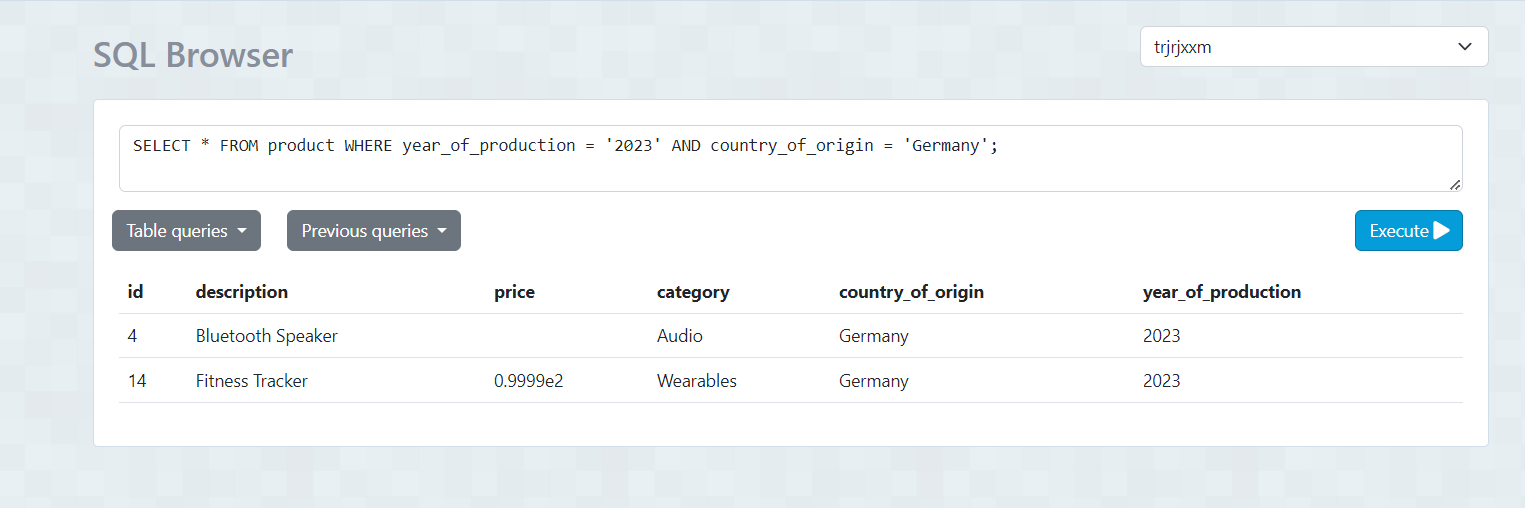 SQL Browser
trjrjxxm
SELECT * FROM product WHERE year_of_production = '2023' AND country_of_origin = 'Germany';
Table queries Previous queries Execute
id description price category country_of_origin year_of_production
4 Bluetooth Speaker Audio Germany 2023
14 Fitness Tracker 0.9999e2 Wearables Germany 2023